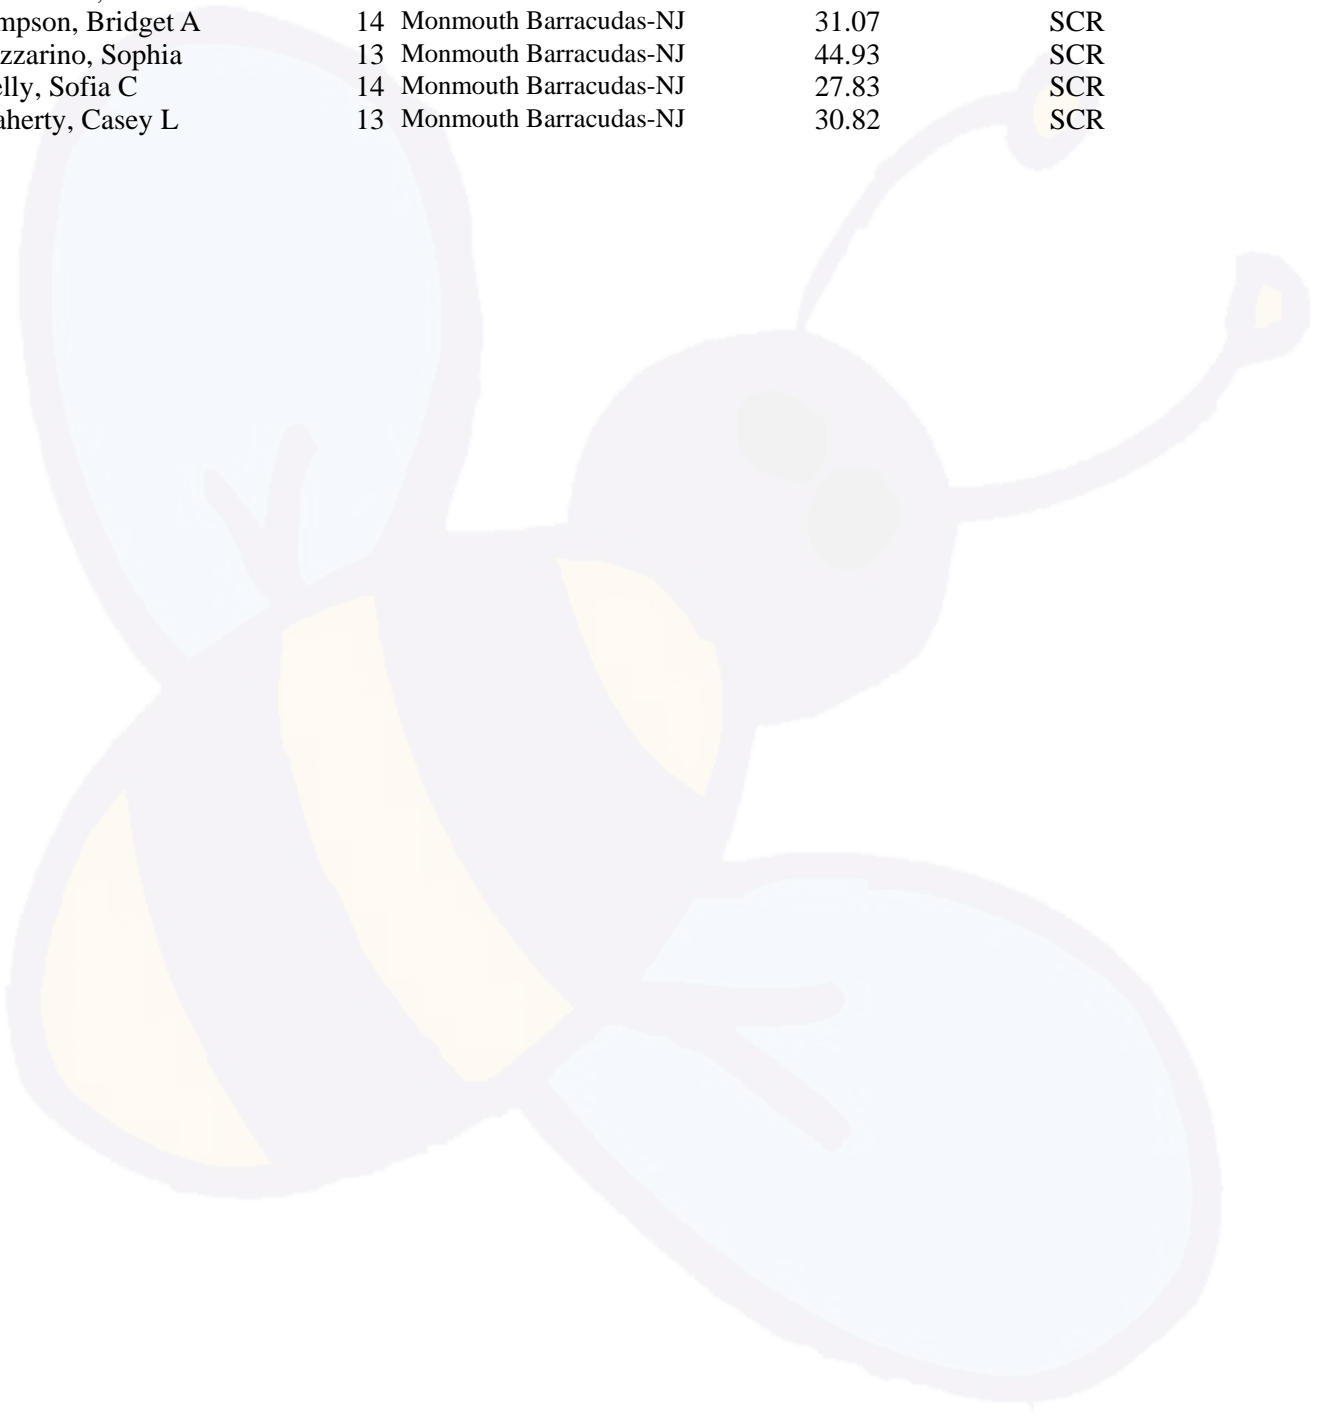 mpson, Bridget A 14 Monmouth Barracudas-NJ 31.07 SCR
zzarino, Sophia 13 Monmouth Barracudas-NJ 44.93 SCR
elly, Sofia C 14 Monmouth Barracudas-NJ 27.83 SCR
aherty, Casey L 13 Monmouth Barracudas-NJ 30.82 SCR